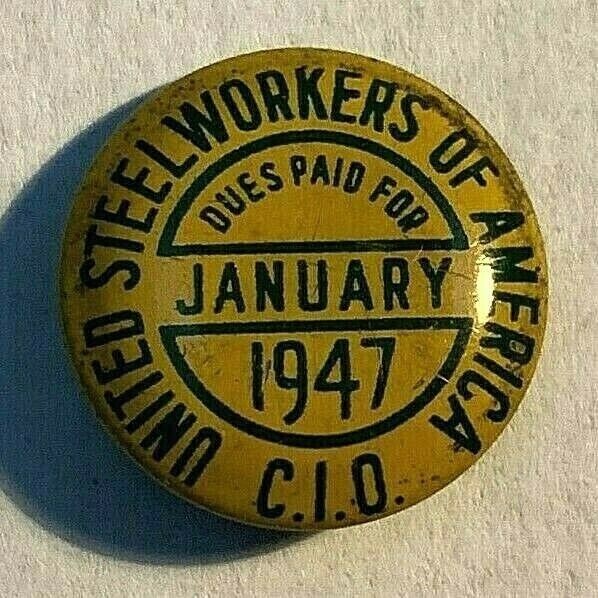 UNITED STEELWORKERS OF AMERICA
DUES PAID FOR
JANUARY
1947
C.I.O.